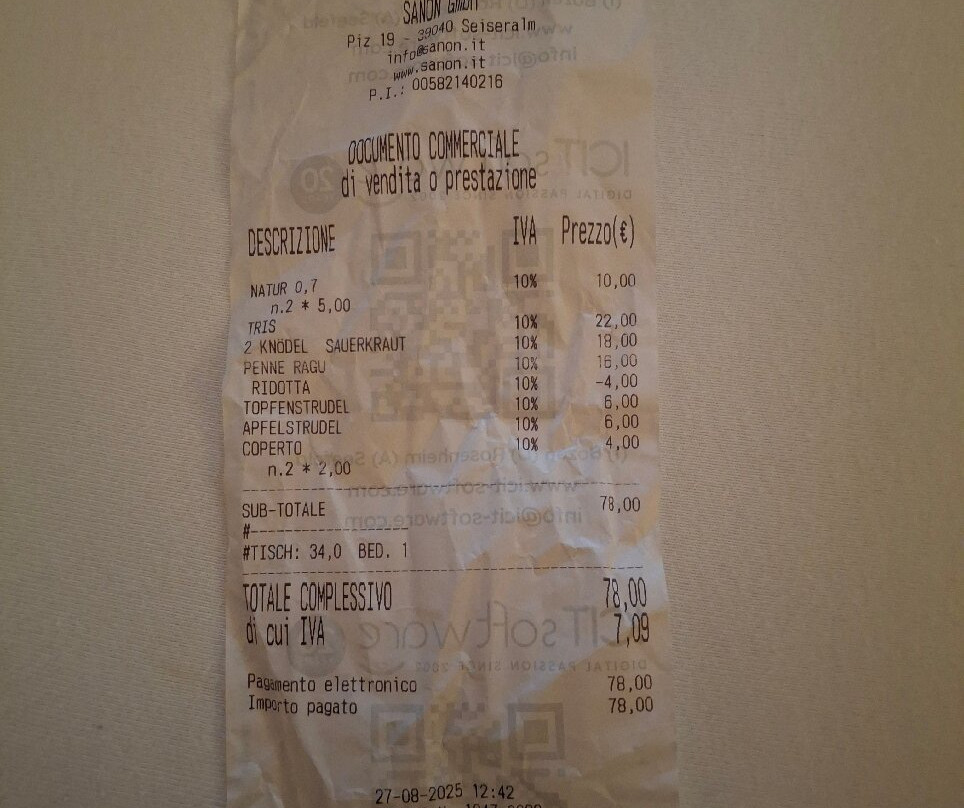 SANON GmbH
Piz 19 - 39040 Seiseralm
info@sanon.it
www.sanon.it
P.I.: 00582140216
DOCUMENTO COMMERCIALE
di vendita o prestazione
DESCRIZIONE IVA Prezzo(€)
NATUR 0,7 10% 10,00
n.2 * 5,00
TRIS 10% 22,00
2 KNÖDEL SAUERKRAUT 10% 18,00
PENNE RAGU 10% 16,00
RIDOTTA 10% -4,00
TOPFENSTRUDEL 10% 6,00
APFELSTRUDEL 10% 6,00
COPERTO 10% 4,00
n.2 * 2,00
SUB-TOTALE 78,00
#--------------------
#TISCH: 34,0 BED. 1
TOTALE COMPLESSIVO 78,00
di cui IVA 7,09
Pagamento elettronico 78,00
Importo pagato 78,00
27-08-2025 12:42